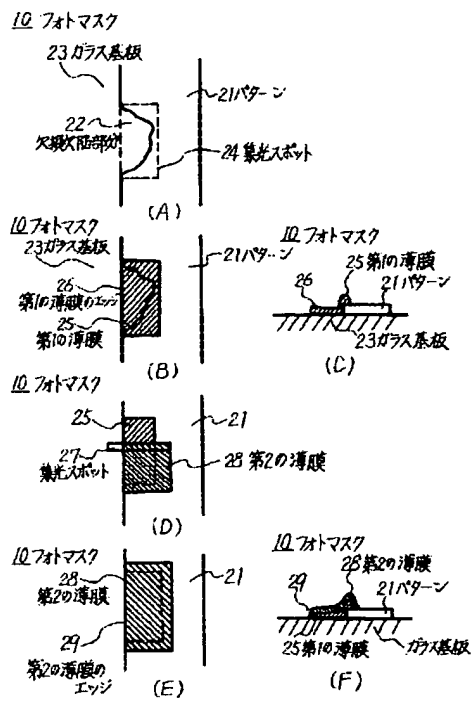 10 フォトマスク
23 ガラス基板
21 パターン
22
欠損欠陥部分
24 集光スポット
(A)
10 フォトマスク
23 ガラス基板
21 パターン
26
第1の薄膜のエッジ
25
第1の薄膜
(B)
10 フォトマスク
25 第1の薄膜
26
21 パターン
23 ガラス基板
(C)
10 フォトマスク
25
21
27
集光スポット
28 第2の薄膜
(D)
10 フォトマスク
28
第2の薄膜
21
29
第2の薄膜の
エッジ
(E)
10 フォトマスク
28 第2の薄膜
29
21 パターン
25 第1の薄膜
ガラス基板
(F)